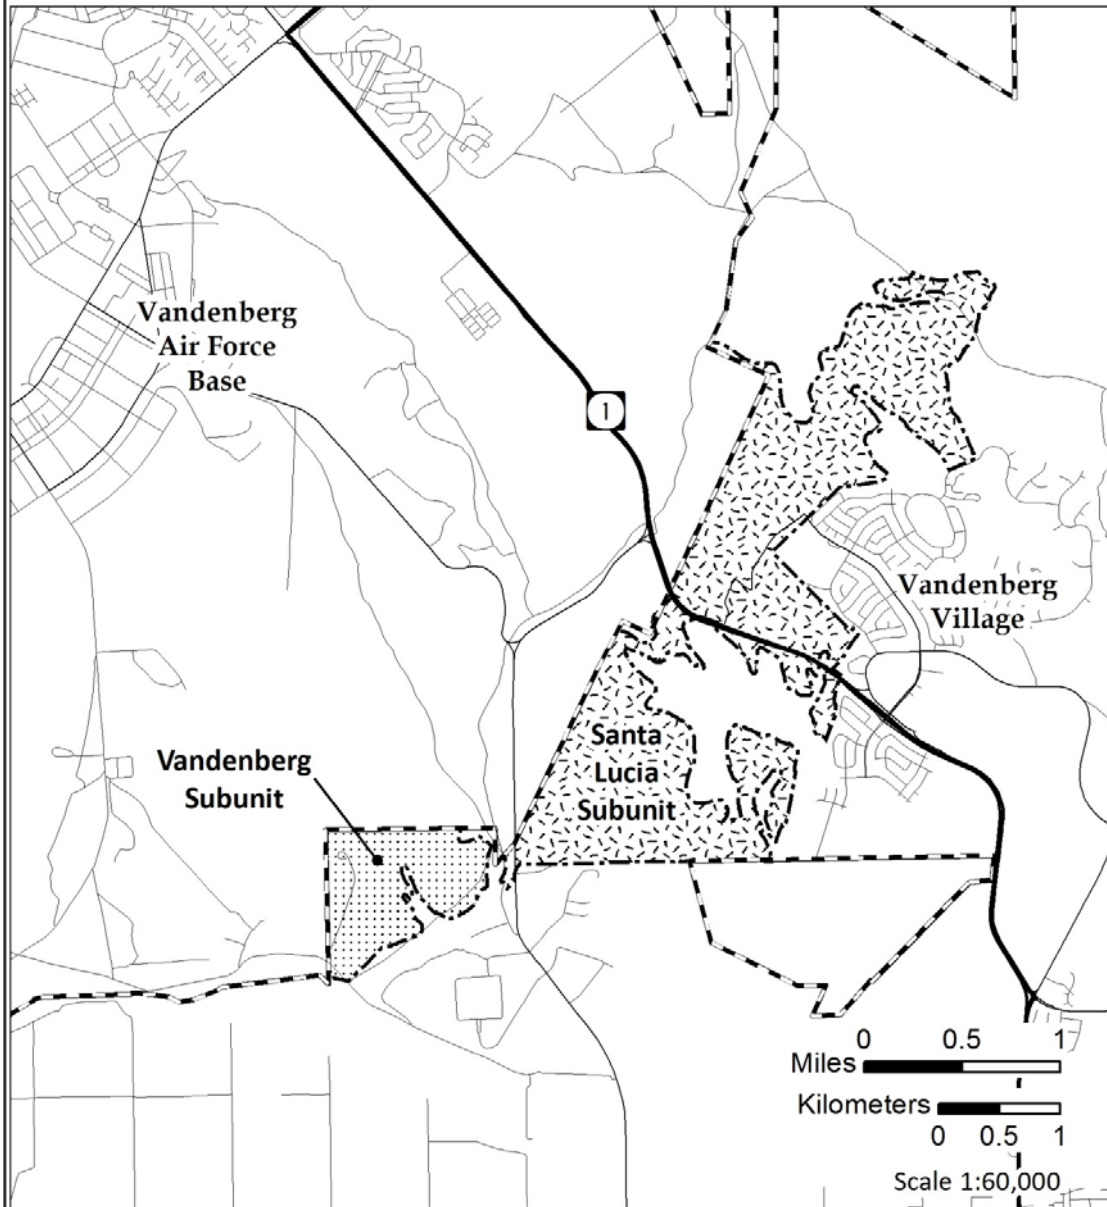 Vandenberg
Air Force
Base
1
Vandenberg
Village
Santa
Lucia
Subunit
Vandenberg
Subunit
0 0.5 1
Miles
Kilometers
0 0.5 1
Scale 1:60,000